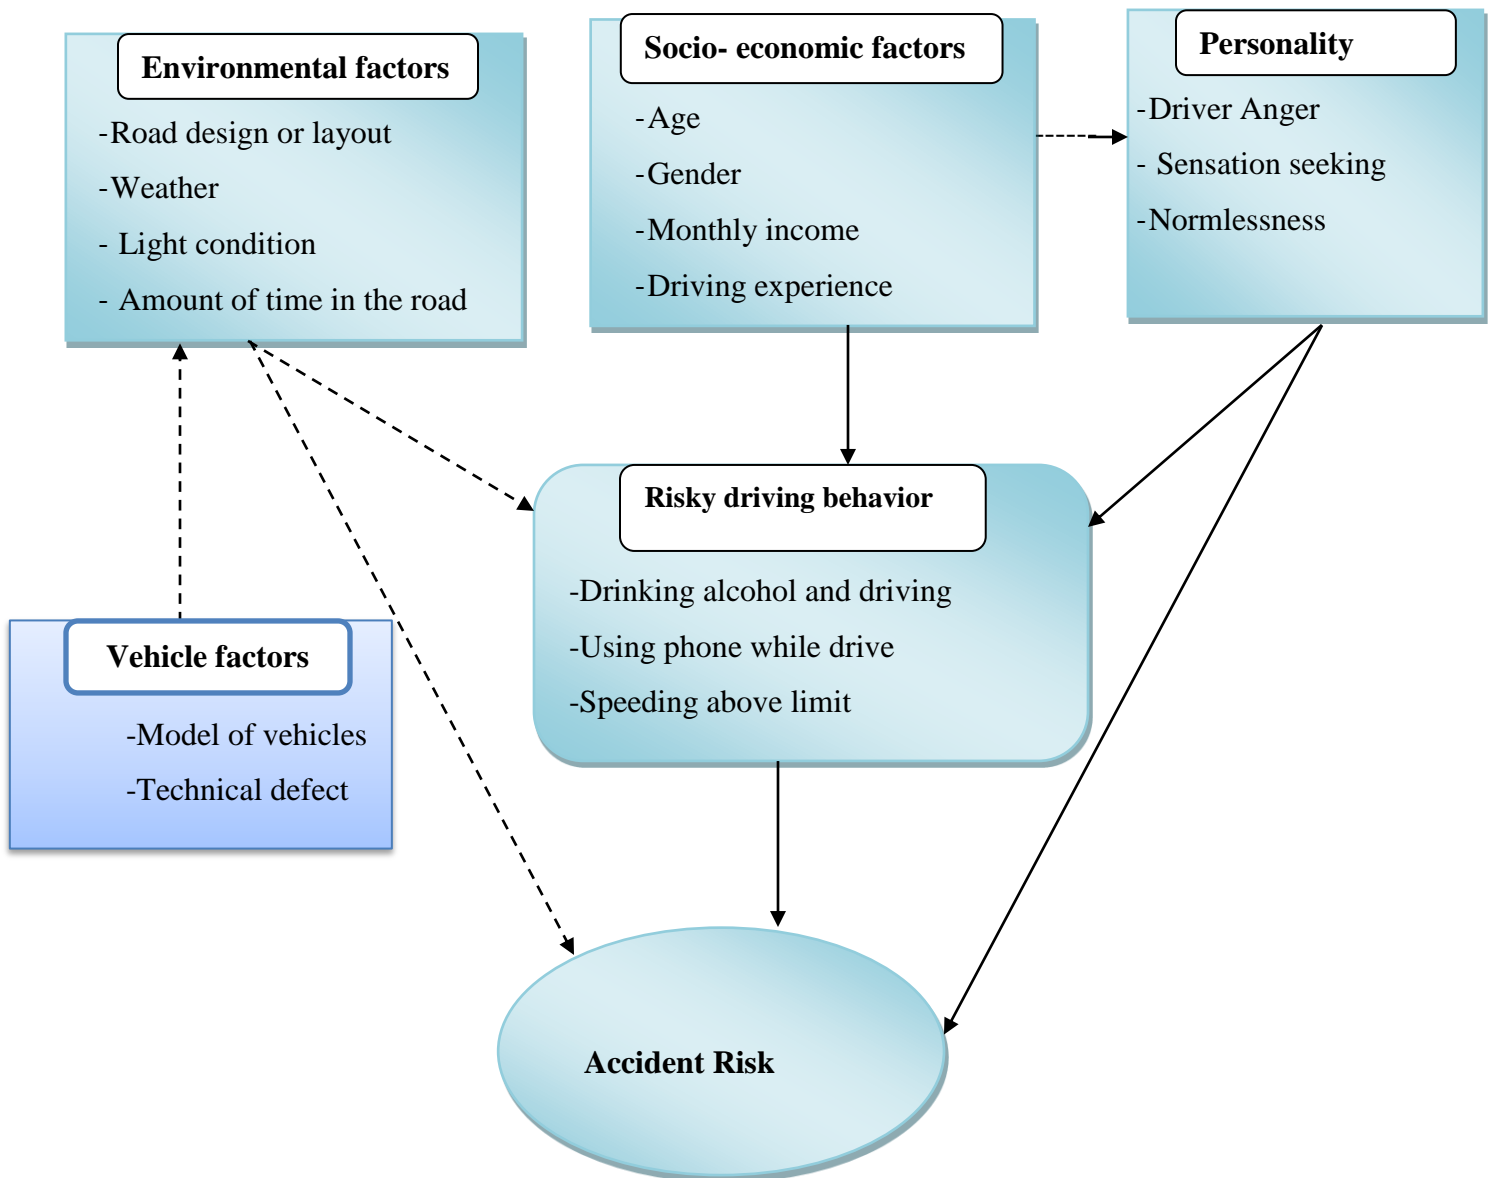 Environmental factors
-Road design or layout
-Weather
- Light condition
- Amount of time in the road
Socio- economic factors
-Age
-Gender
-Monthly income
-Driving experience
Personality
-Driver Anger
- Sensation seeking
-Normlessness
Risky driving behavior
-Drinking alcohol and driving
-Using phone while drive
-Speeding above limit
Vehicle factors
-Model of vehicles
-Technical defect
Accident Risk